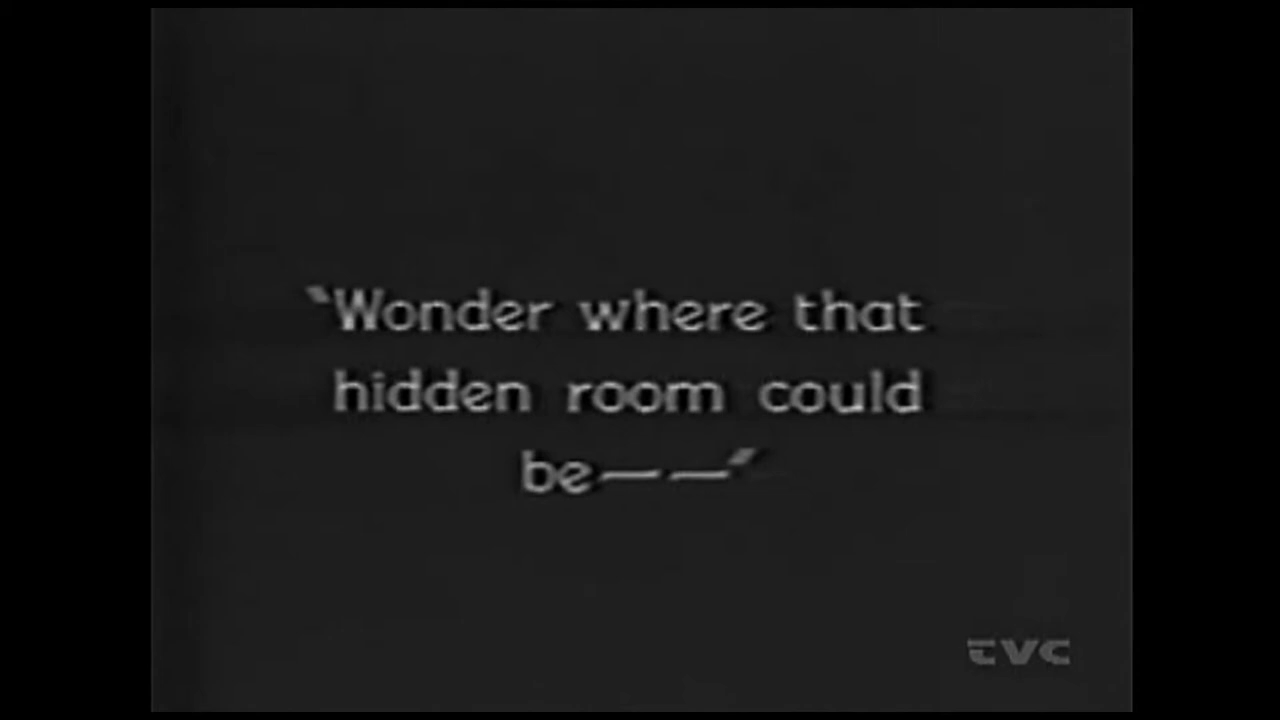 "Wonder where that
hidden room could
be——"
TVC